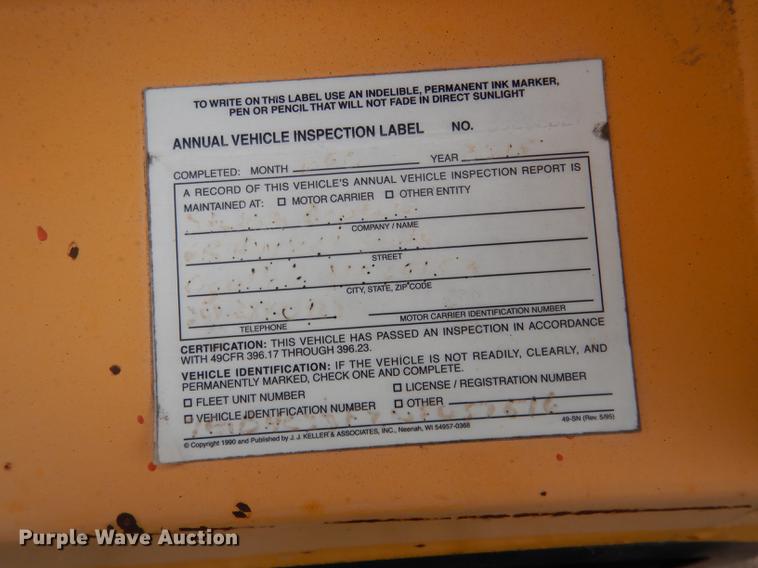 TO WRITE ON THIS LABEL USE AN INDELIBLE, PERMANENT INK MARKER,
PEN OR PENCIL THAT WILL NOT FADE IN DIRECT SUNLIGHT
ANNUAL VEHICLE INSPECTION LABEL NO.
COMPLETED: MONTH YEAR
A RECORD OF THIS VEHICLE'S ANNUAL VEHICLE INSPECTION REPORT IS
MAINTAINED AT: ☐ MOTOR CARRIER ☐ OTHER ENTITY
COMPANY / NAME
STREET
CITY, STATE, ZIP CODE
TELEPHONE MOTOR CARRIER IDENTIFICATION NUMBER
CERTIFICATION: THIS VEHICLE HAS PASSED AN INSPECTION IN ACCORDANCE
WITH 49CFR 396.17 THROUGH 396.23.
VEHICLE IDENTIFICATION: IF THE VEHICLE IS NOT READILY, CLEARLY, AND
PERMANENTLY MARKED, CHECK ONE AND COMPLETE.
☐ FLEET UNIT NUMBER ☐ LICENSE / REGISTRATION NUMBER
☐ VEHICLE IDENTIFICATION NUMBER ☐ OTHER
© Copyright 1990 and Published by J. J. KELLER & ASSOCIATES, INC., Neenah, WI 54957-0368 49-SN (Rev. 5/95)
Purple Wave Auction